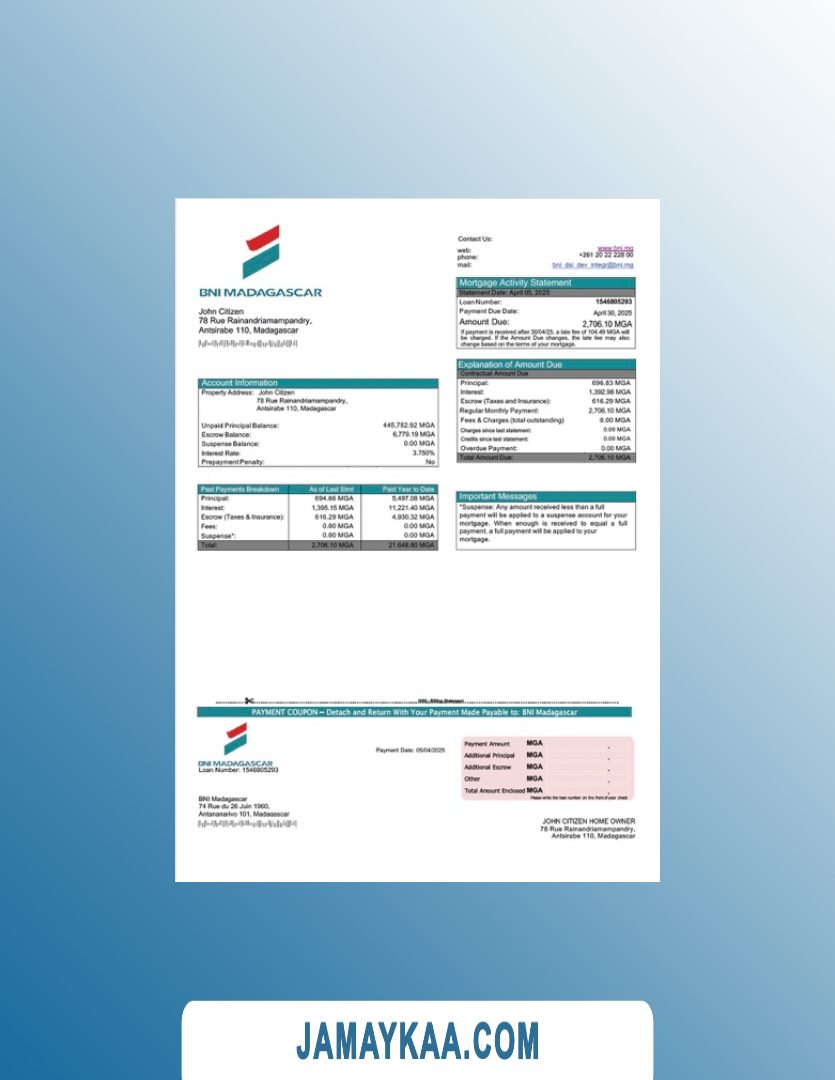 BNI MADAGASCAR
John Citizen
78 Rue Rainandriamampandry,
Antsirabe 110, Madagascar
Contact Us:
web: www.bni.mg
phone: +261 20 22 228 00
mail: bni_dsi_dev_integr@bni.mg
Mortgage Activity Statement
Statement Date: April 05, 2025
Loan Number: 1546805293
Payment Due Date: April 30, 2025
Amount Due: 2,706.10 MGA
If payment is received after 30/04/25, a late fee of 104.49 MGA will
be charged. If the Amount Due changes, the late fee may also
change based on the terms of your mortgage.
Explanation of Amount Due
Contractual Amount Due
Principal: 696.83 MGA
Interest: 1,392.98 MGA
Escrow (Taxes and Insurance): 616.29 MGA
Regular Monthly Payment: 2,706.10 MGA
Fees & Charges (total outstanding) 0.00 MGA
Charges since last statement: 0.00 MGA
Credits since last statement: 0.00 MGA
Overdue Payment: 0.00 MGA
Total Amount Due: 2,706.10 MGA
Account Information
Property Address: John Citizen
78 Rue Rainandriamampandry,
Antsirabe 110, Madagascar
Unpaid Principal Balance: 445,752.92 MGA
Escrow Balance: 6,779.19 MGA
Suspense Balance: 0.00 MGA
Interest Rate: 3.750%
Prepayment Penalty: No
Past Payments Breakdown As of Last Stmt Paid Year to Date
Principal: 694.66 MGA 5,497.08 MGA
Interest: 1,395.15 MGA 11,221.40 MGA
Escrow (Taxes & Insurance): 616.29 MGA 4,930.32 MGA
Fees: 0.00 MGA 0.00 MGA
Suspense*: 0.00 MGA 0.00 MGA
Total: 2,706.10 MGA 21,648.80 MGA
Important Messages
*Suspense: Any amount received less than a full
payment will be applied to a suspense account for your
mortgage. When enough is received to equal a full
payment, a full payment will be applied to your
mortgage.
PAYMENT COUPON – Detach and Return With Your Payment Made Payable to: BNI Madagascar
BNI MADAGASCAR
Loan Number: 1546805293
Payment Date: 05/04/2025
Payment Amount MGA
Additional Principal MGA
Additional Escrow MGA
Other MGA
Total Amount Enclosed MGA
Please write the loan number on the front of your check.
BNI Madagascar
74 Rue du 26 Juin 1960,
Antananarivo 101, Madagascar
JOHN CITIZEN HOME OWNER
78 Rue Rainandriamampandry,
Antsirabe 110, Madagascar
JAMAYKAA.COM